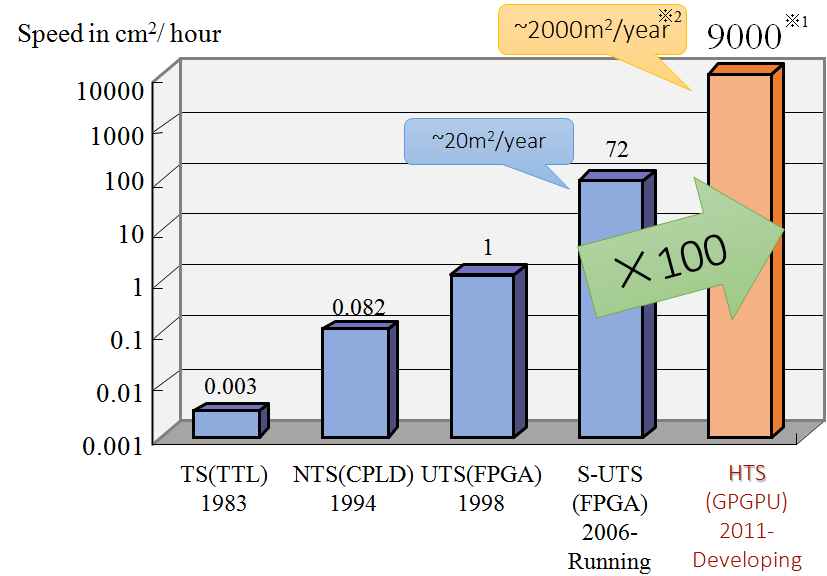 Speed in cm²/ hour
~2000m²/year※2
9000※1
~20m²/year
10000
1000
100
10
1
0.1
0.01
0.001
0.003
0.082
1
72
×100
TS(TTL)
1983
NTS(CPLD)
1994
UTS(FPGA)
1998
S-UTS
(FPGA)
2006-
Running
HTS
(GPGPU)
2011-
Developing